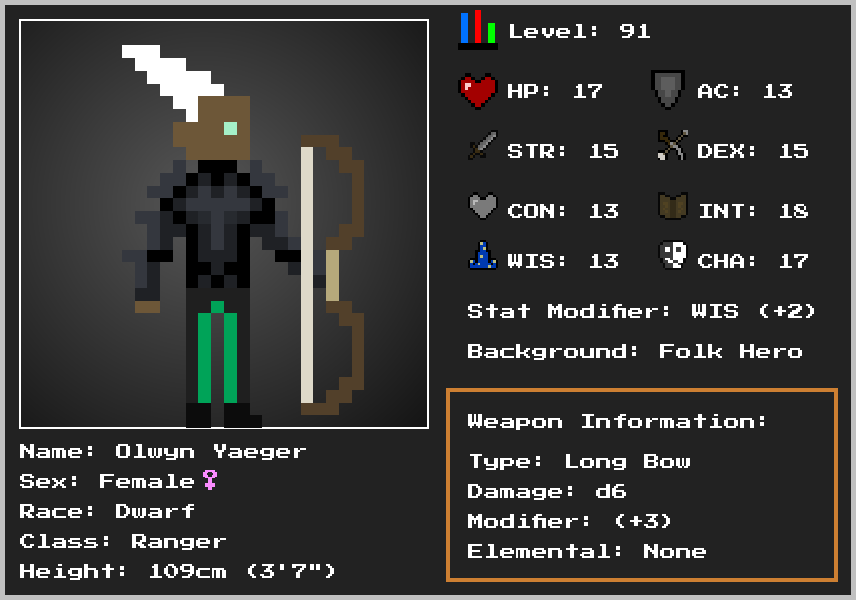 Level: 91
HP: 17
AC: 13
STR: 15
DEX: 15
CON: 13
INT: 18
WIS: 13
CHA: 17
Stat Modifier: WIS (+2)
Background: Folk Hero
Weapon Information:
Type: Long Bow
Damage: d6
Modifier: (+3)
Elemental: None
Name: Olwyn Yaeger
Sex: Female♀
Race: Dwarf
Class: Ranger
Height: 109cm (3'7")